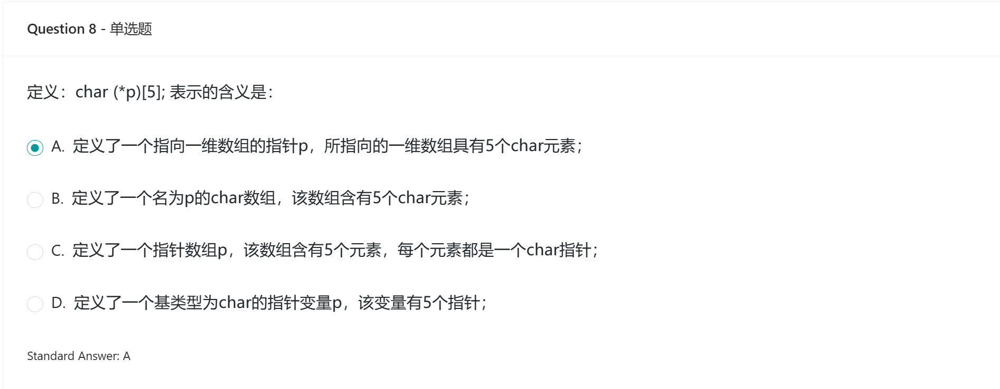 Question 8 - 单选题
定义：char (*p)[5]; 表示的含义是：
A. 定义了一个指向一维数组的指针p，所指向的一维数组具有5个char元素；
B. 定义了一个名为p的char数组，该数组含有5个char元素；
C. 定义了一个指针数组p，该数组含有5个元素，每个元素都是一个char指针；
D. 定义了一个基类型为char的指针变量p，该变量有5个指针；
Standard Answer: A